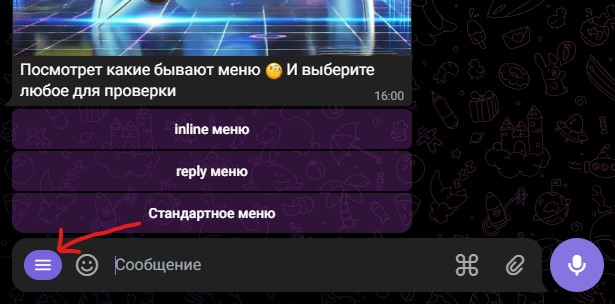 Посмотрет какие бывают меню 🧐 И выберите
любое для проверки
16:00
inline меню
reply меню
Стандартное меню
Сообщение